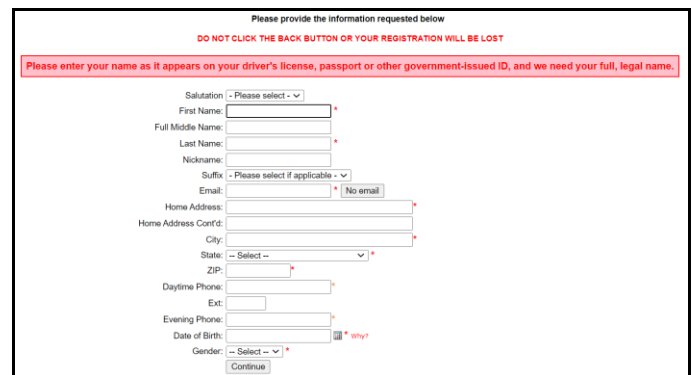 Please provide the information requested below
DO NOT CLICK THE BACK BUTTON OR YOUR REGISTRATION WILL BE LOST
Please enter your name as it appears on your driver's license, passport or other government-issued ID, and we need your full, legal name.
Salutation - Please select -
First Name: *
Full Middle Name:
Last Name: *
Nickname:
Suffix - Please select if applicable -
Email: * No email
Home Address: *
Home Address Cont'd:
City: *
State: -- Select -- *
ZIP: *
Daytime Phone: *
Ext:
Evening Phone: *
Date of Birth: * Why?
Gender: -- Select -- *
Continue